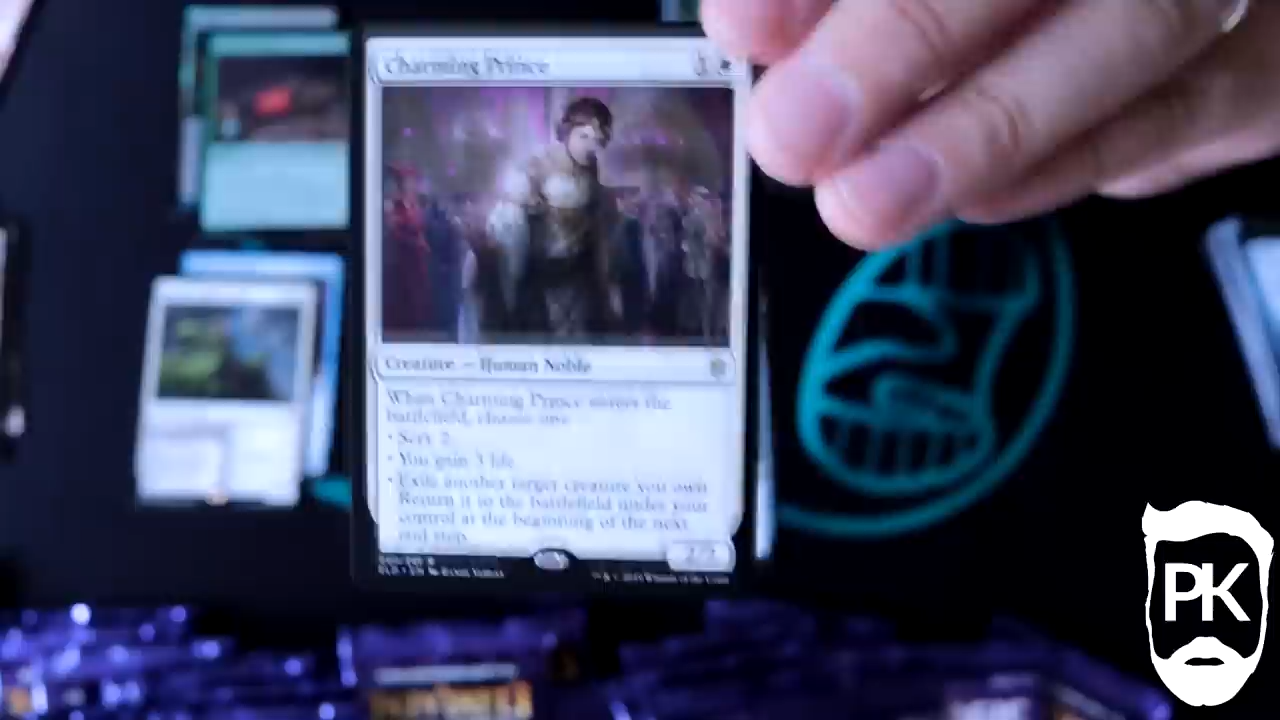 Charming Prince 1
Creature — Human Noble
When Charming Prince enters the
battlefield, choose one
• Scry 2
• You gain 3 life
• Exile another target creature you own
Return it to the battlefield under your
control at the beginning of the next
end step
2/2
PK